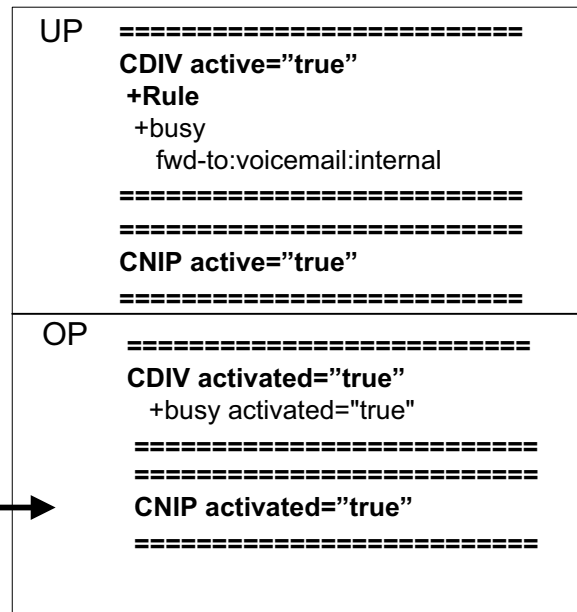 UP ==========================
CDIV active=”true”
+Rule
+busy
fwd-to:voicemail:internal
==========================
==========================
CNIP active=”true”
==========================
OP ==========================
CDIV activated=”true”
+busy activated="true"
==========================
==========================
CNIP activated=”true”
==========================